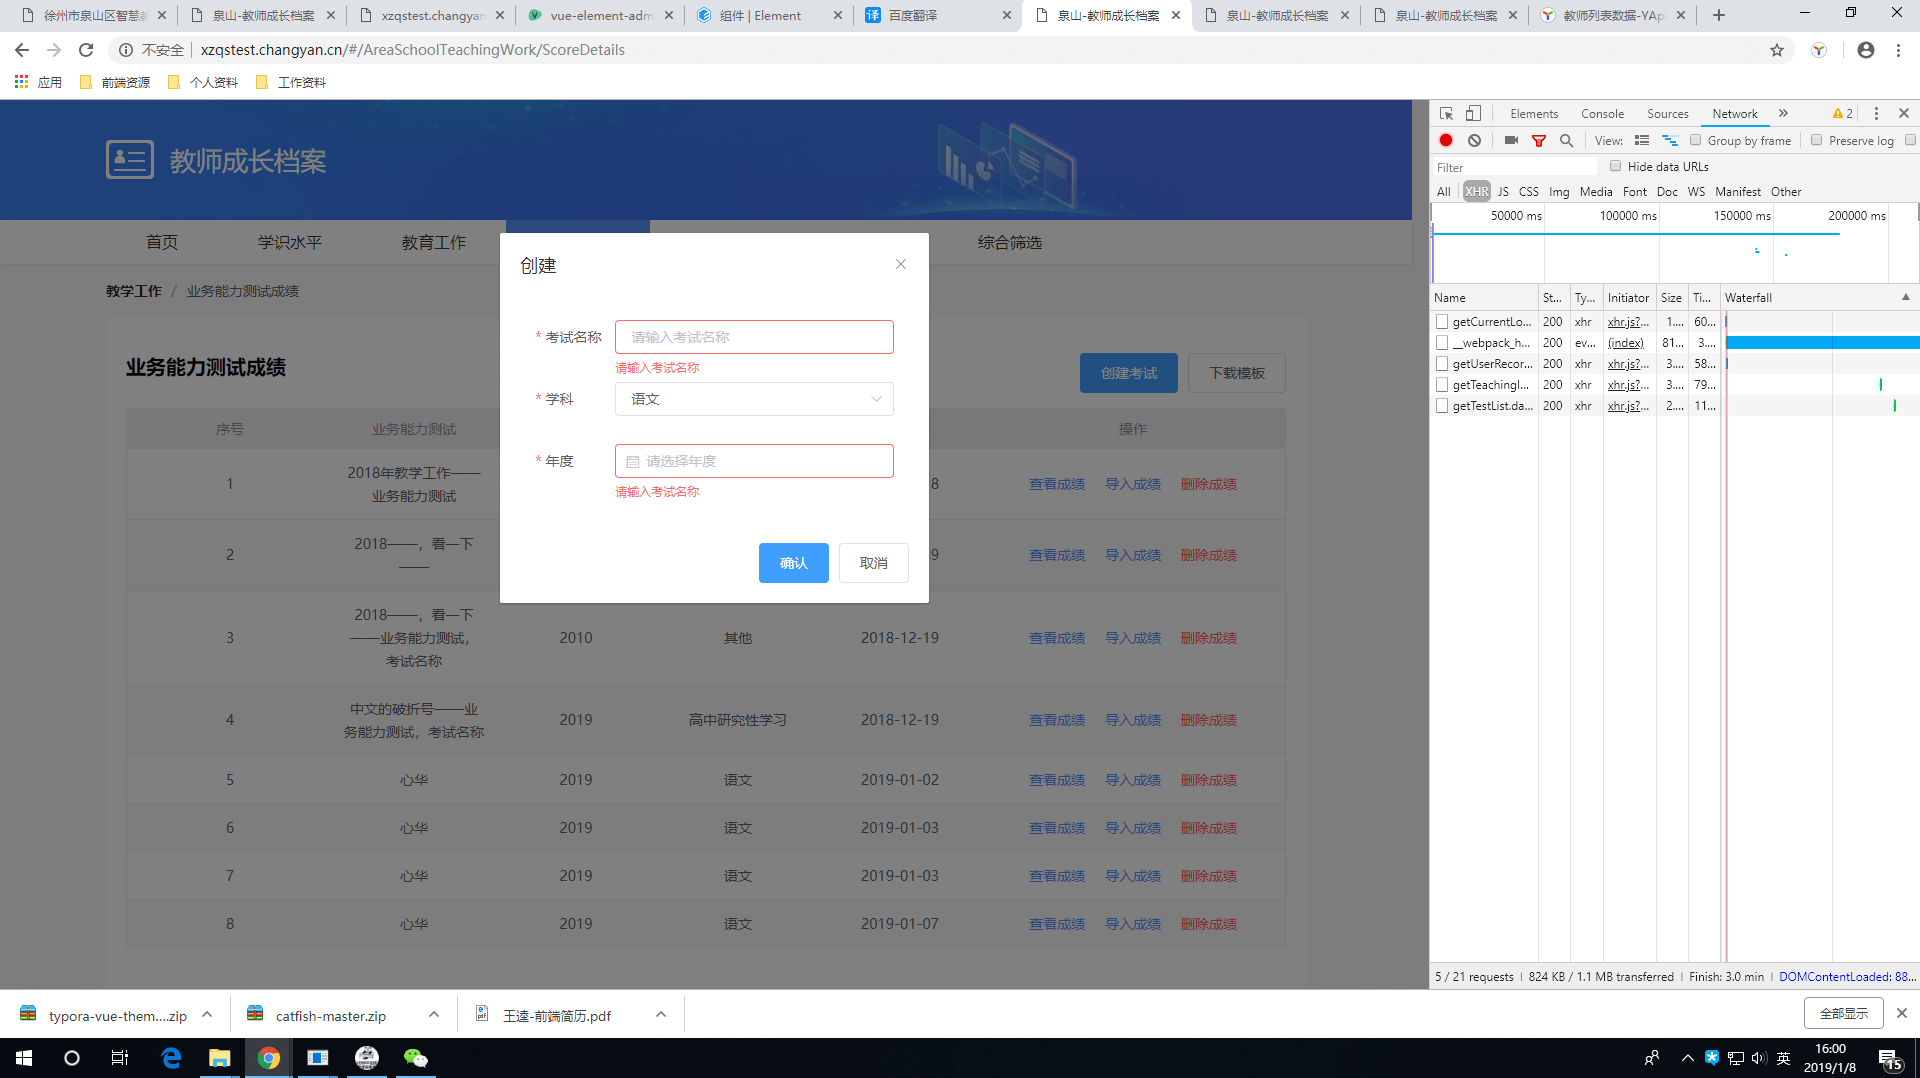 徐州市泉山区智慧
泉山-教师成长档案
xzqstest.changyan
vue-element-adm
组件 | Element
百度翻译
泉山-教师成长档案
泉山-教师成长档案
泉山-教师成长档案
教师列表数据-YAp
不安全
xzqstest.changyan.cn/#/AreaSchoolTeachingWork/ScoreDetails
应用 前端资源 个人资料 工作资料
教师成长档案
首页 学识水平 教育工作 综合筛选
教学工作 / 业务能力测试成绩
业务能力测试成绩
创建考试 下载模板
序号 业务能力测试 操作
1 2018年教学工作——
业务能力测试
8 查看成绩 导入成绩 删除成绩
2 2018——，看一下
——
9 查看成绩 导入成绩 删除成绩
3 2018——，看一下
——业务能力测试，
考试名称
2010 其他 2018-12-19 查看成绩 导入成绩 删除成绩
4 中文的破折号——业
务能力测试，考试名称
2019 高中研究性学习 2018-12-19 查看成绩 导入成绩 删除成绩
5 心华 2019 语文 2019-01-02 查看成绩 导入成绩 删除成绩
6 心华 2019 语文 2019-01-03 查看成绩 导入成绩 删除成绩
7 心华 2019 语文 2019-01-03 查看成绩 导入成绩 删除成绩
8 心华 2019 语文 2019-01-07 查看成绩 导入成绩 删除成绩
创建
* 考试名称 请输入考试名称
请输入考试名称
* 学科 语文
* 年度 请选择年度
请输入考试名称
确认 取消
Elements Console Sources Network 2
View: Group by frame Preserve log
Filter Hide data URLs
All XHR JS CSS Img Media Font Doc WS Manifest Other
50000 ms 100000 ms 150000 ms 200000 ms
Name St... Ty... Initiator Size Ti... Waterfall
getCurrentLo... 200 xhr xhr.js?... 1.... 60...
__webpack_h... 200 ev... (index) 81... 3....
getUserRecor... 200 xhr xhr.js?... 3.... 58...
getTeachingI... 200 xhr xhr.js?... 3.... 79...
getTestList.da... 200 xhr xhr.js?... 2.... 11...
5 / 21 requests | 824 KB / 1.1 MB transferred | Finish: 3.0 min | DOMContentLoaded: 88...
typora-vue-them....zip
catfish-master.zip
王逵-前端简历.pdf
全部显示
英
16:00
2019/1/8
15